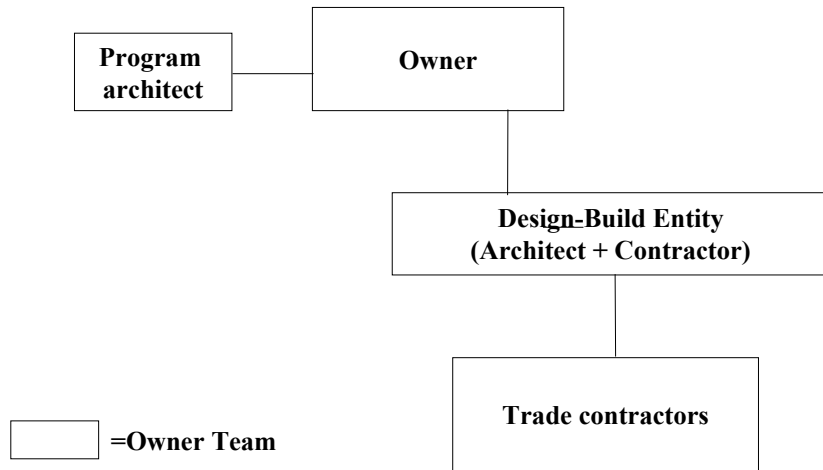 Program
architect
Owner
Design-Build Entity
(Architect + Contractor)
Trade contractors
=Owner Team